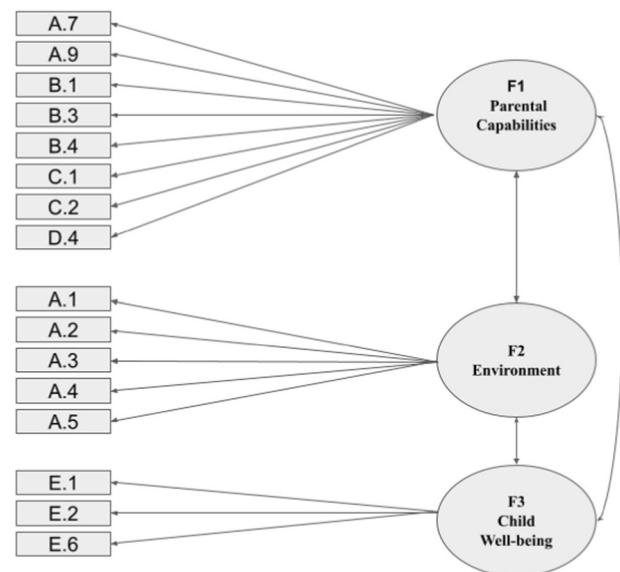 A.7
A.9
B.1
B.3
B.4
C.1
C.2
D.4
F1
Parental
Capabilities
A.1
A.2
A.3
A.4
A.5
F2
Environment
E.1
E.2
E.6
F3
Child
Well-being